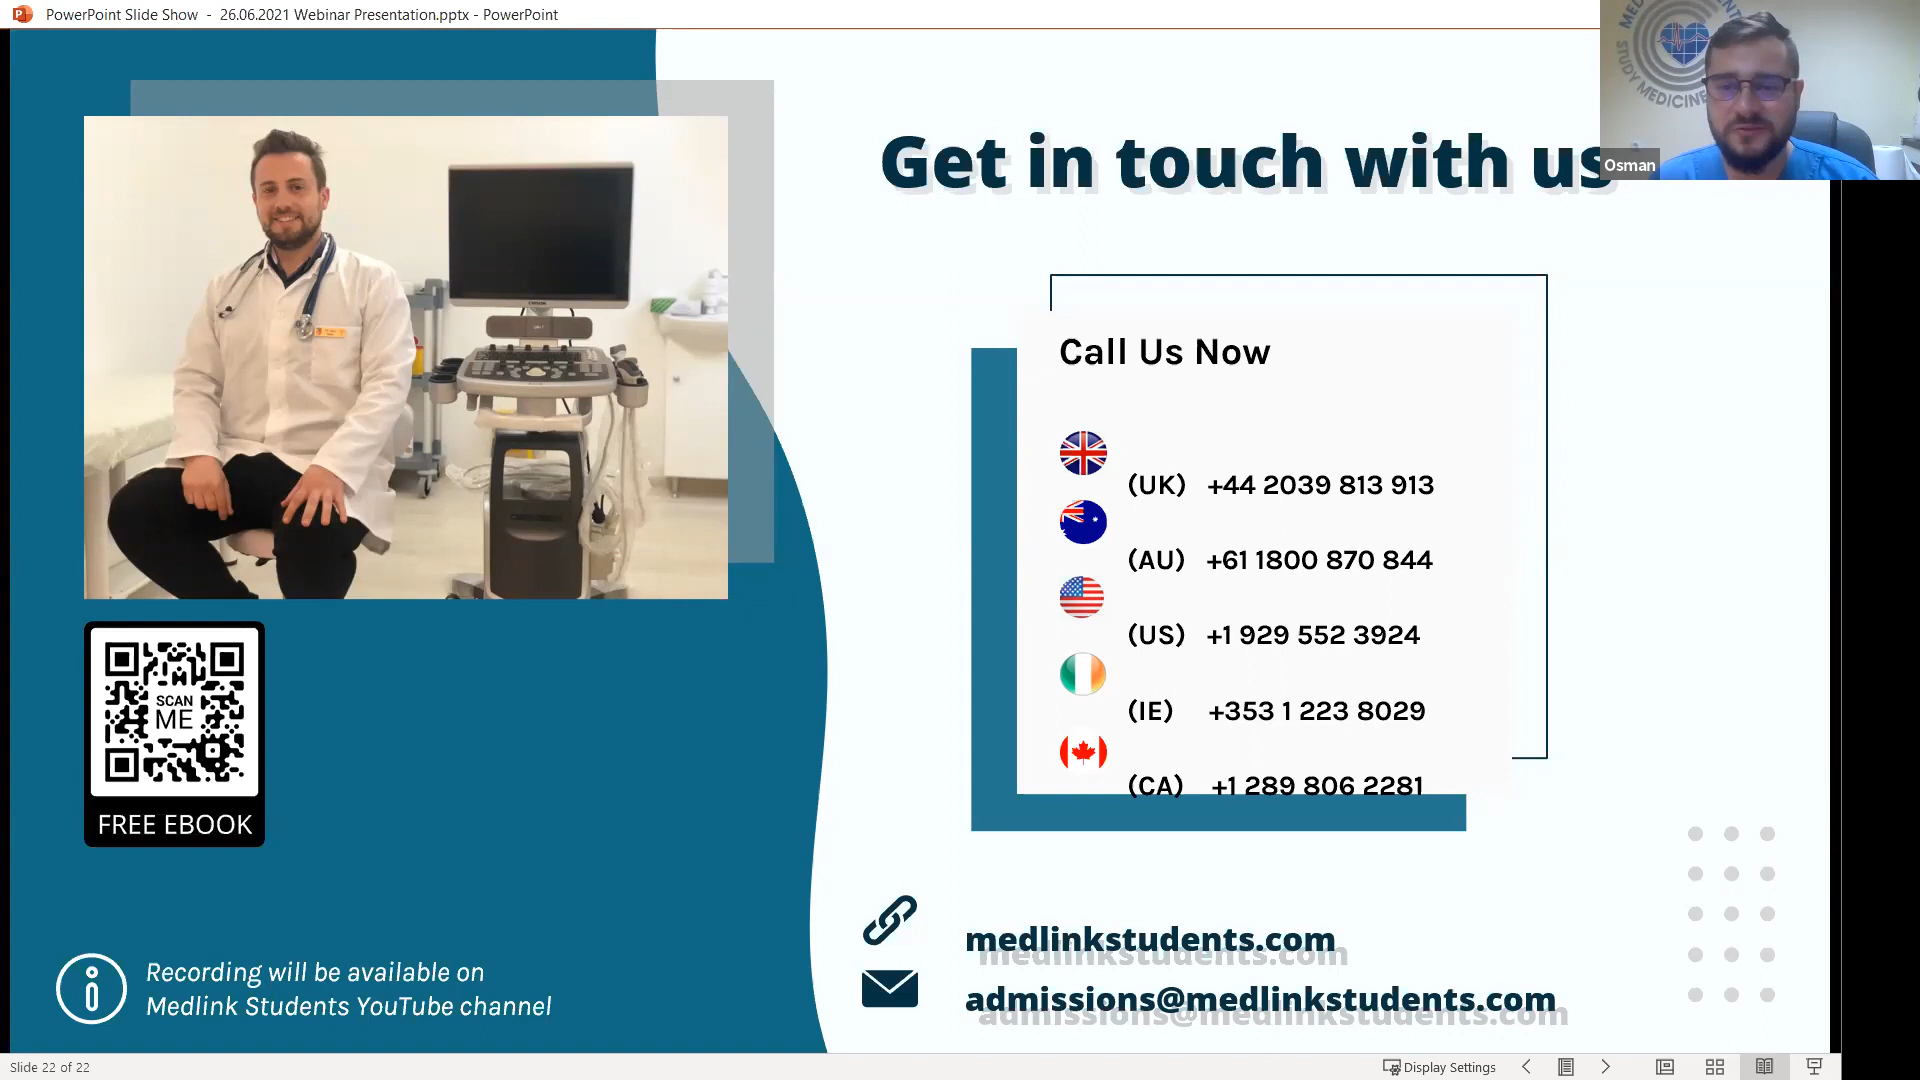 PowerPoint Slide Show - 26.06.2021 Webinar Presentation.pptx - PowerPoint
STUDY MEDICINE
Osman
Get in touch with us
Call Us Now
(UK) +44 2039 813 913
(AU) +61 1800 870 844
(US) +1 929 552 3924
(IE) +353 1 223 8029
(CA) +1 289 806 2281
SCAN
ME
FREE EBOOK
medlinkstudents.com
admissions@medlinkstudents.com
Recording will be available on
Medlink Students YouTube channel
Slide 22 of 22
Display Settings